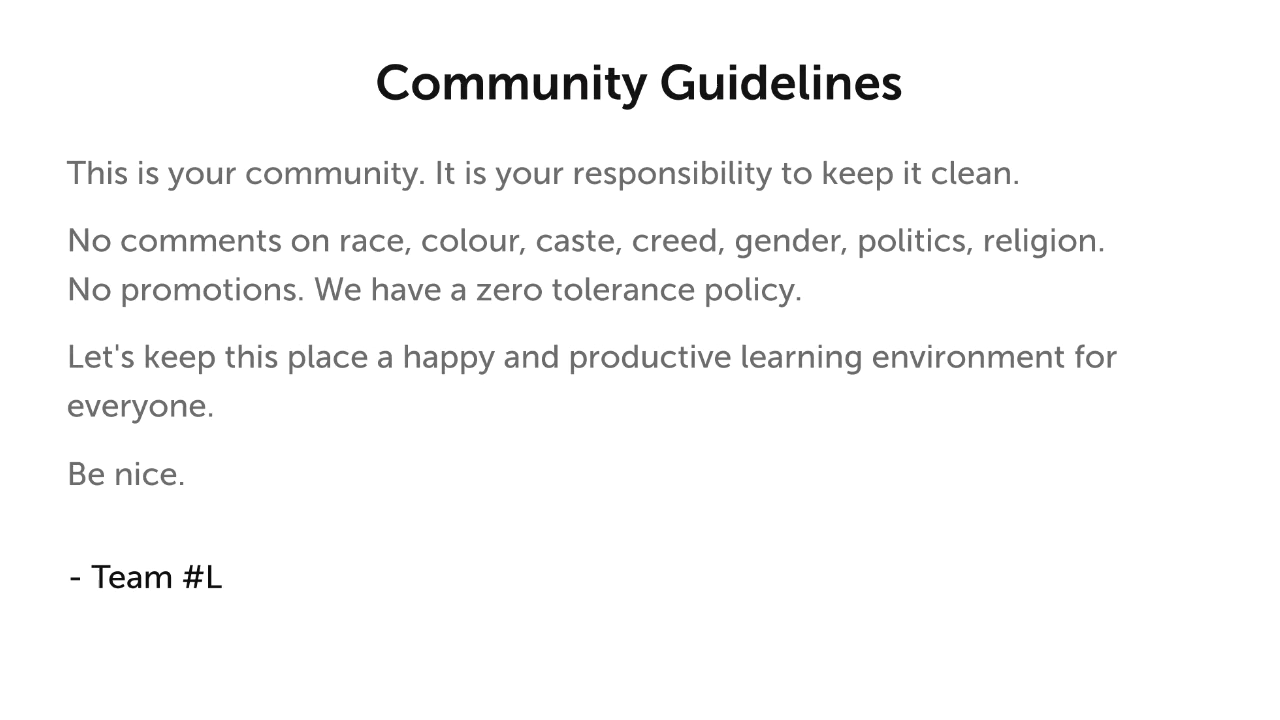 Community Guidelines
This is your community. It is your responsibility to keep it clean.
No comments on race, colour, caste, creed, gender, politics, religion.
No promotions. We have a zero tolerance policy.
Let's keep this place a happy and productive learning environment for
everyone.
Be nice.
- Team #L